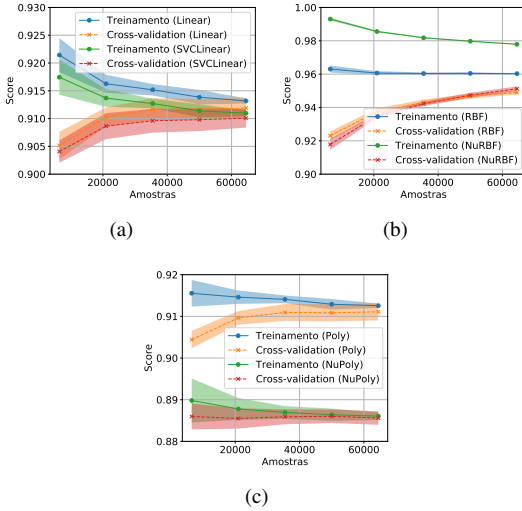 0.930
0.925
0.920
0.915
0.910
0.905
0.900
Score
Treinamento (Linear)
Cross-validation (Linear)
Treinamento (SVCLinear)
Cross-validation (SVCLinear)
20000 40000 60000
Amostras
(a)
1.00
0.98
0.96
0.94
0.92
0.90
Score
Treinamento (RBF)
Cross-validation (RBF)
Treinamento (NuRBF)
Cross-validation (NuRBF)
20000 40000 60000
Amostras
(b)
0.92
0.91
0.90
0.89
0.88
Score
Treinamento (Poly)
Cross-validation (Poly)
Treinamento (NuPoly)
Cross-validation (NuPoly)
20000 40000 60000
Amostras
(c)